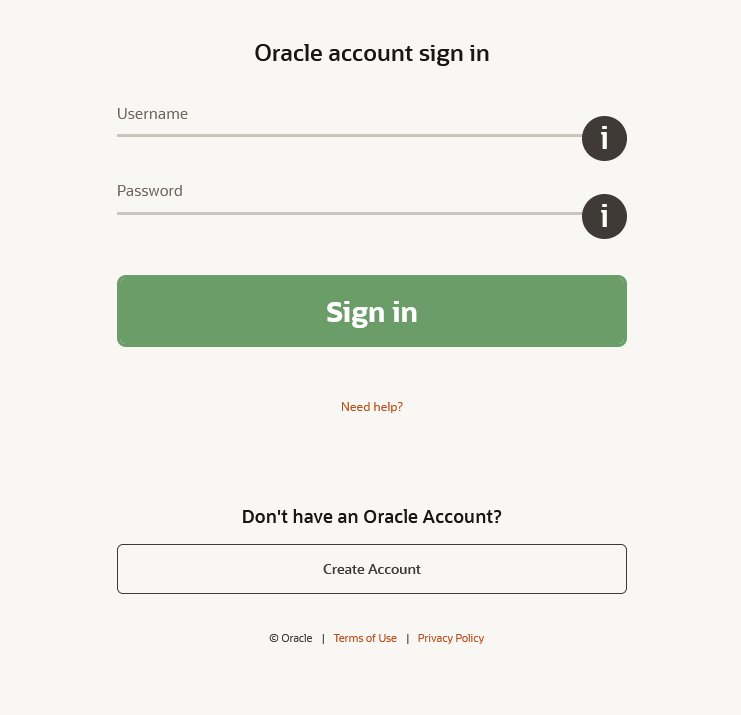 Oracle account sign in
Username
i
Password
i
Sign in
Need help?
Don't have an Oracle Account?
Create Account
© Oracle | Terms of Use | Privacy Policy